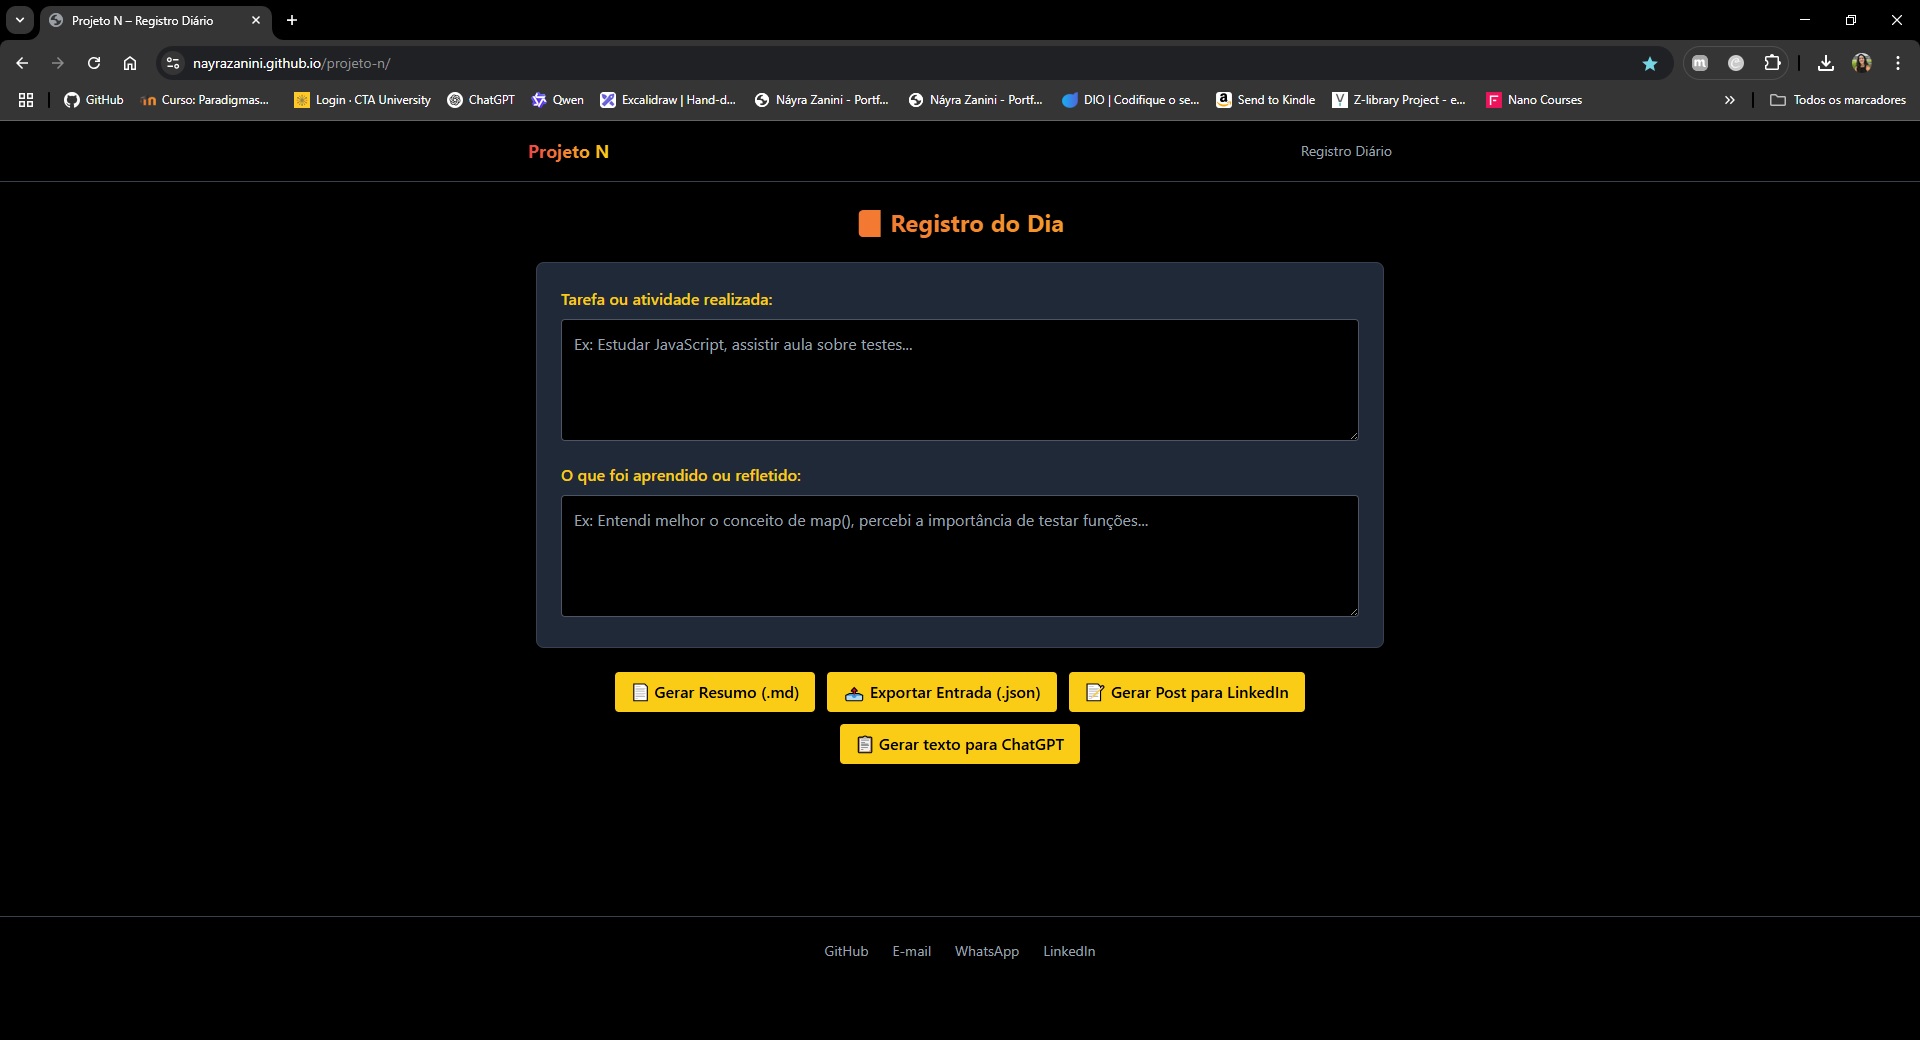 Projeto N – Registro Diário
nayrazanini.github.io/projeto-n/
GitHub
Curso: Paradigmas...
Login · CTA University
ChatGPT
Qwen
Excalidraw | Hand-d...
Náyra Zanini - Portf...
Náyra Zanini - Portf...
DIO | Codifique o se...
Send to Kindle
Z-library Project - e...
Nano Courses
Todos os marcadores
Projeto N
Registro Diário
Registro do Dia
Tarefa ou atividade realizada:
Ex: Estudar JavaScript, assistir aula sobre testes...
O que foi aprendido ou refletido:
Ex: Entendi melhor o conceito de map(), percebi a importância de testar funções...
Gerar Resumo (.md)
Exportar Entrada (.json)
Gerar Post para LinkedIn
Gerar texto para ChatGPT
GitHub
E-mail
WhatsApp
LinkedIn